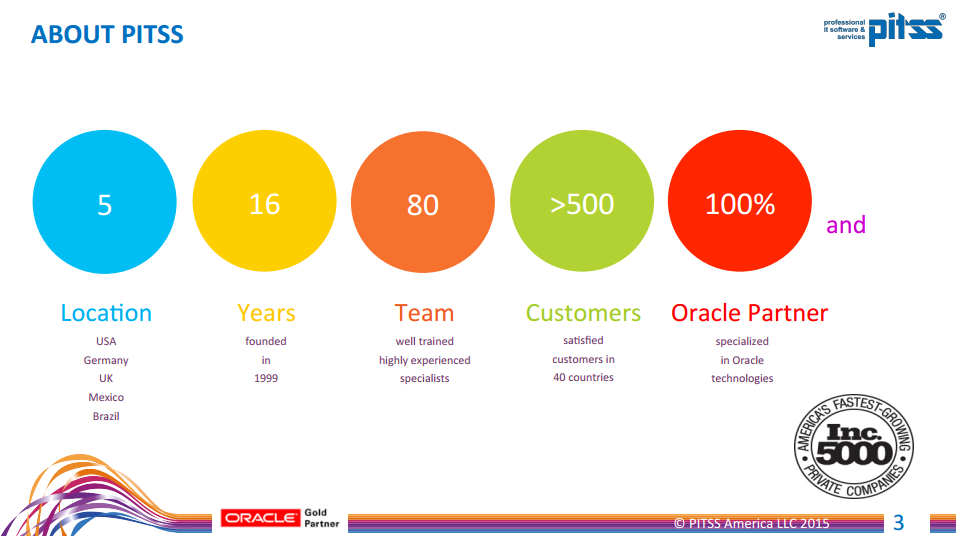 ABOUT PITSS
professional
it software &
services
pitss®
5
16
80
>500
100%
and
Location
USA
Germany
UK
Mexico
Brazil
Years
founded
in
1999
Team
well trained
highly experienced
specialists
Customers
satisfied
customers in
40 countries
Oracle Partner
specialized
in Oracle
technologies
AMERICA'S FASTEST-GROWING
Inc.
5000
PRIVATE COMPANIES
ORACLE
Gold
Partner
© PITSS America LLC 2015
3